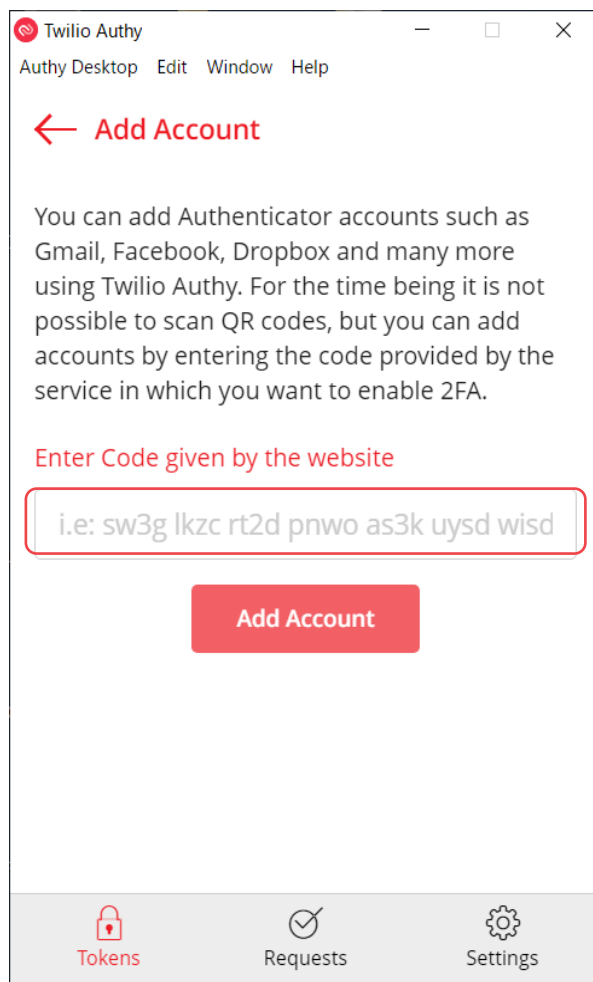 Twilio Authy
Authy Desktop Edit Window Help
Add Account
You can add Authenticator accounts such as
Gmail, Facebook, Dropbox and many more
using Twilio Authy. For the time being it is not
possible to scan QR codes, but you can add
accounts by entering the code provided by the
service in which you want to enable 2FA.
Enter Code given by the website
i.e: sw3g lkzc rt2d pnwo as3k uysd wisd
Add Account
Tokens Requests Settings